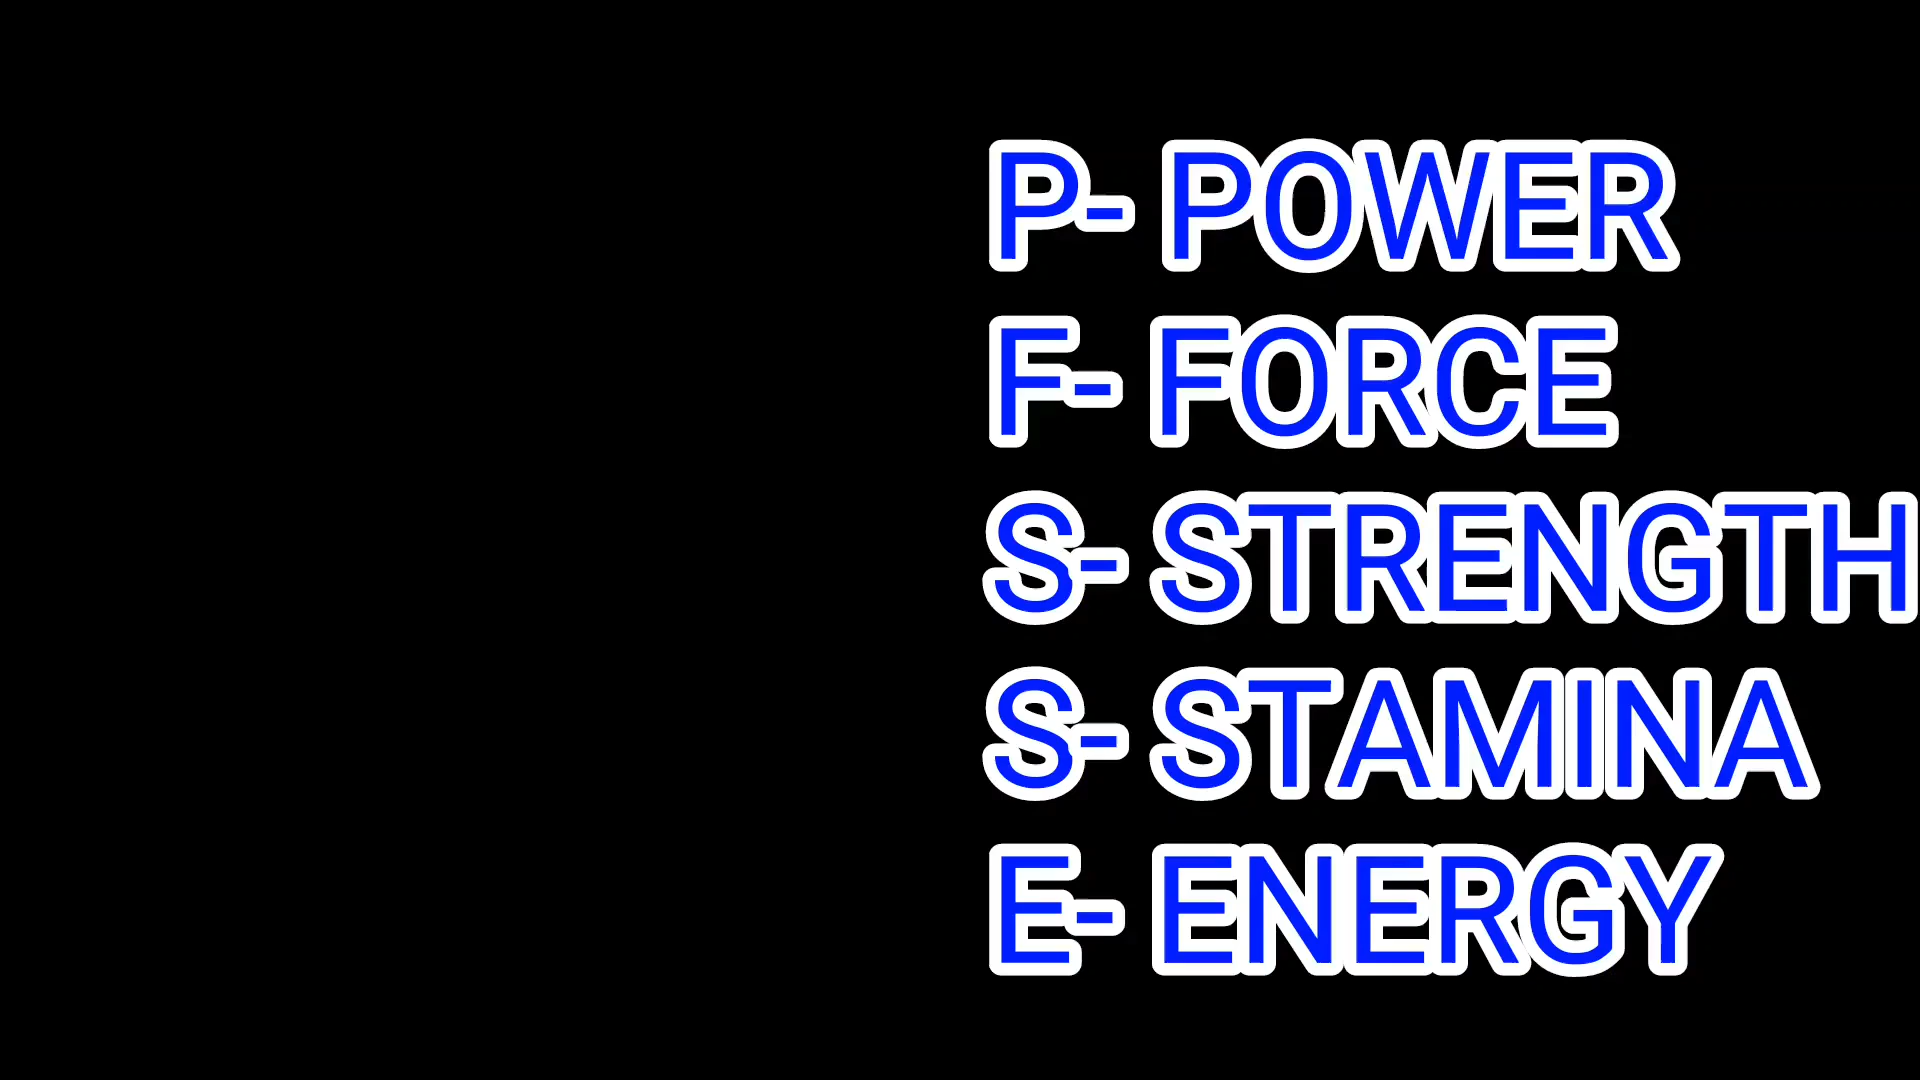 P- POWER
F- FORCE
S- STRENGTH
S- STAMINA
E- ENERGY